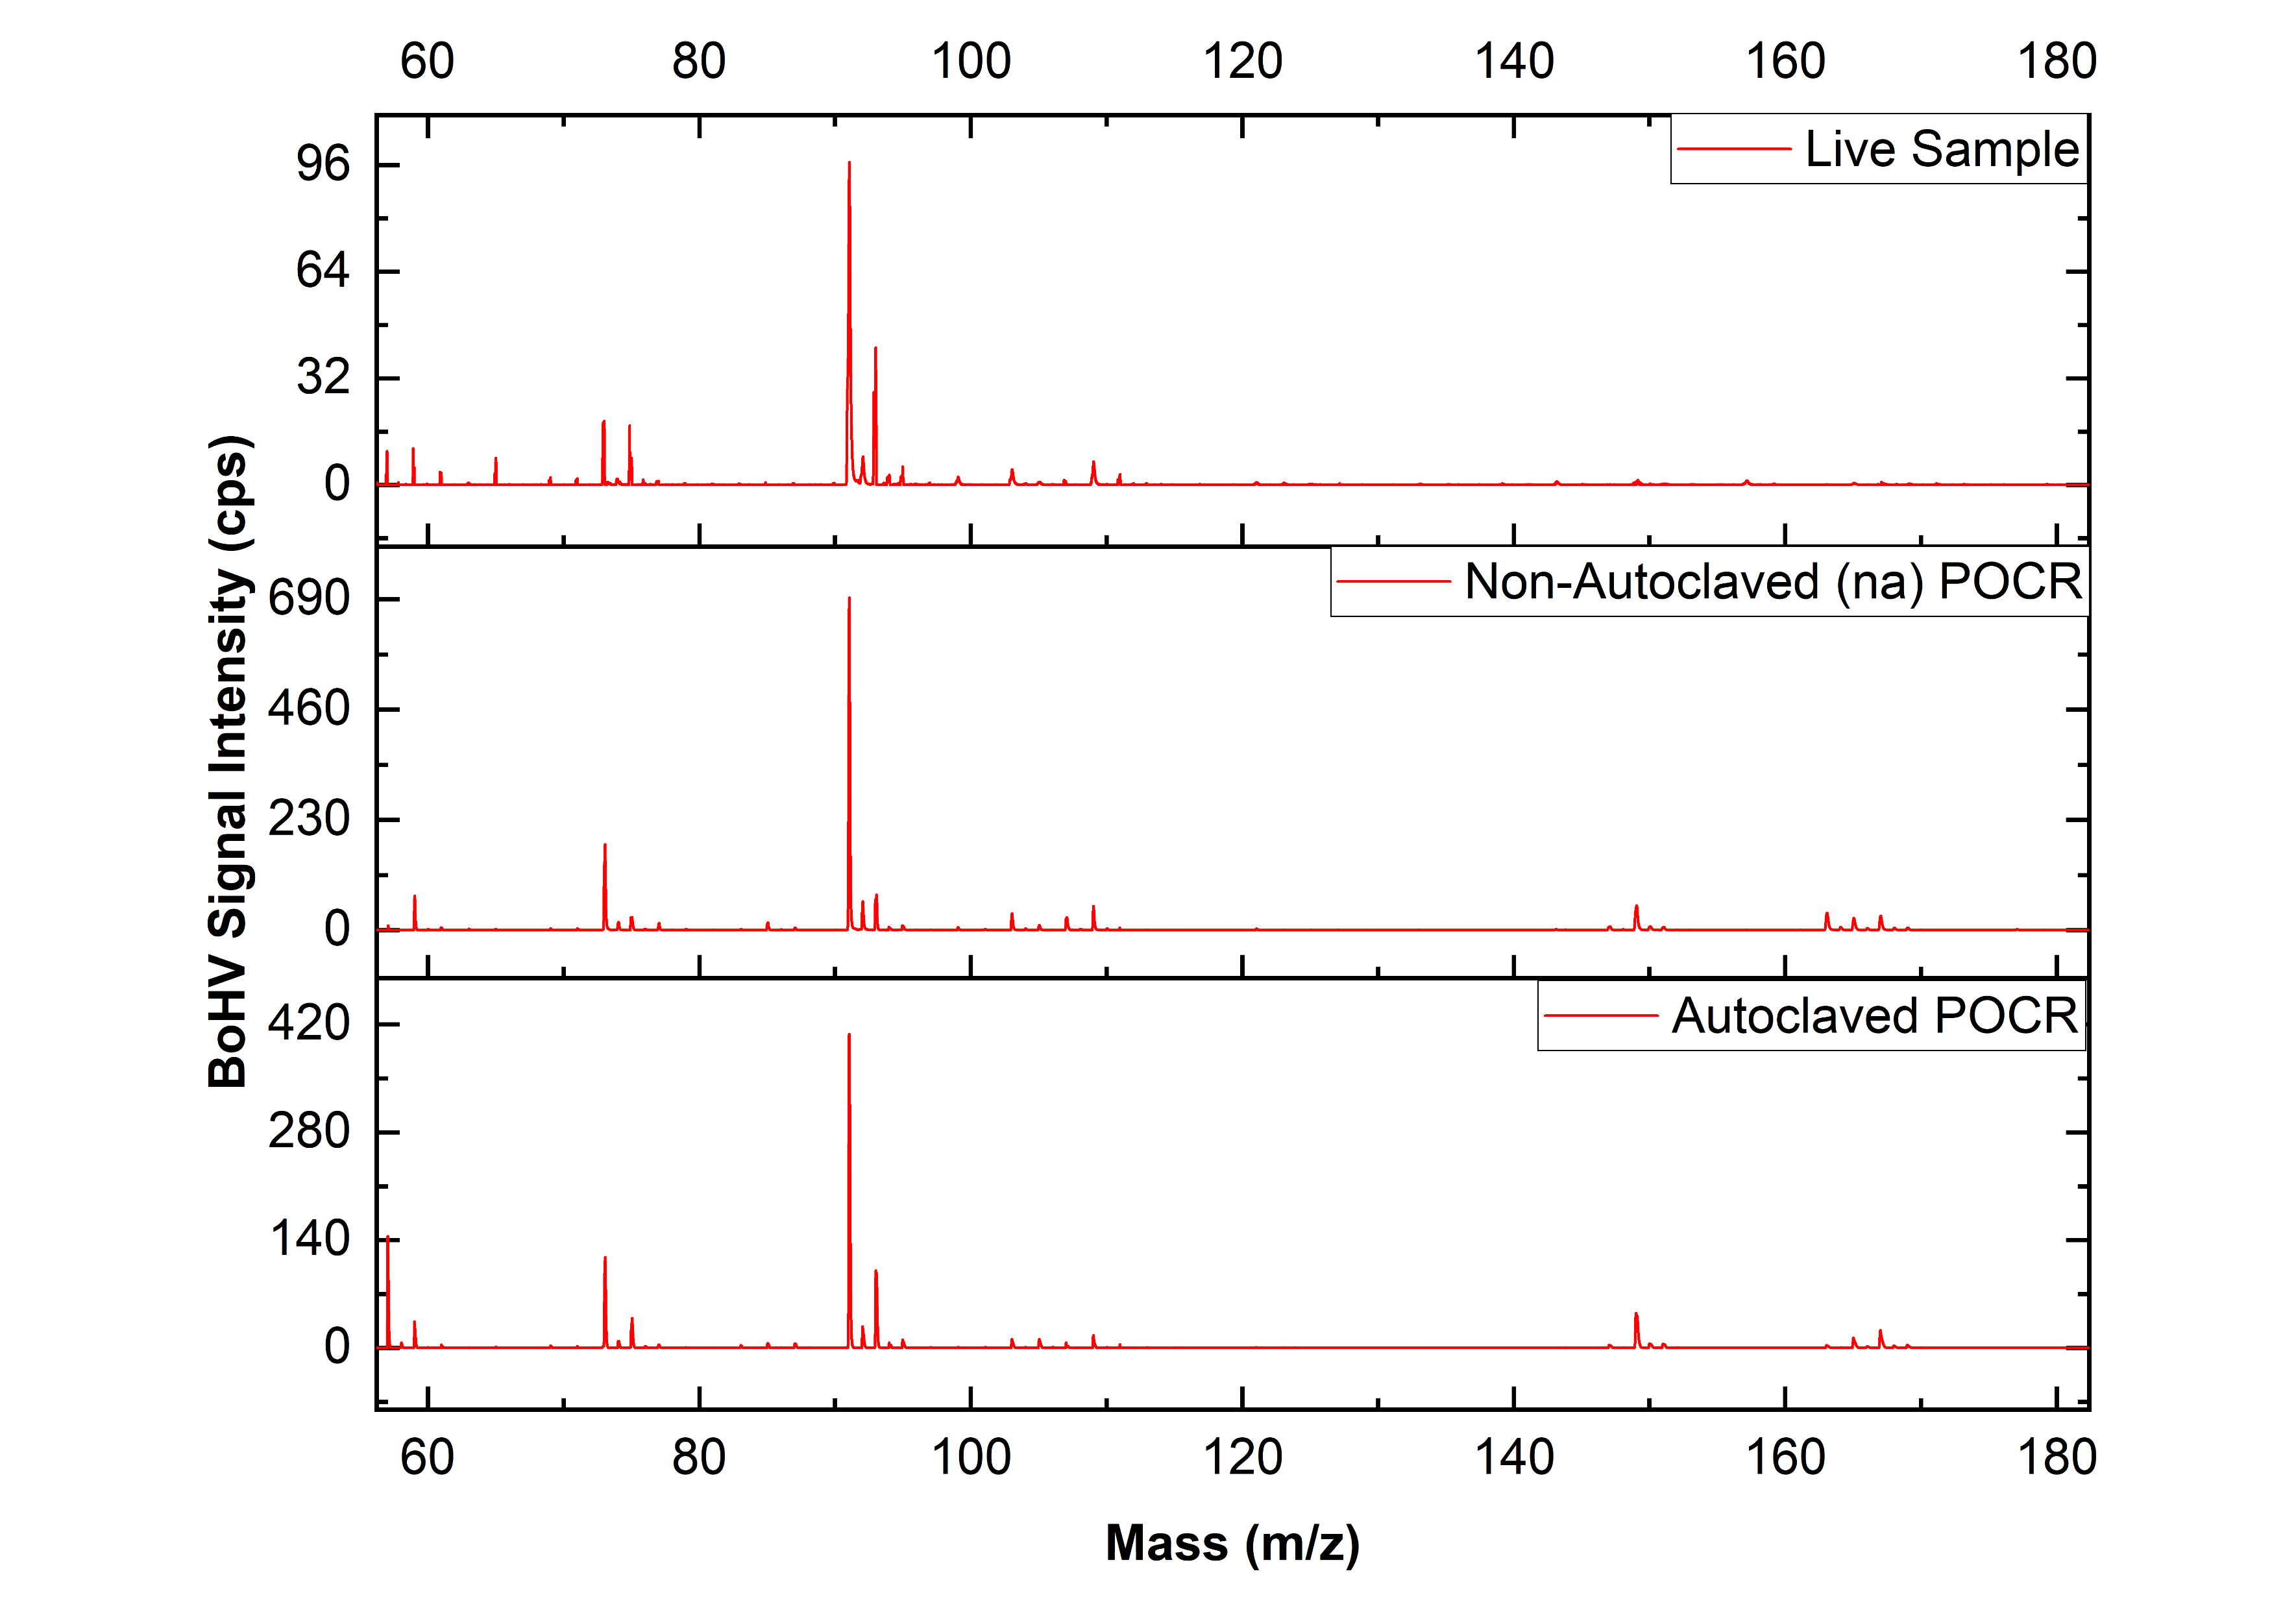 60 80 100 120 140 160 180
Live Sample
96
64
32
0
Non-Autoclaved (na) POCR
690
460
230
0
Autoclaved POCR
420
280
140
0
BoHV Signal Intensity (cps)
60 80 100 120 140 160 180
Mass (m/z)